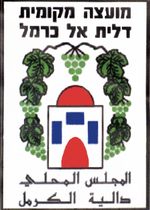 מועצה מקומית
דלית אל כרמל
المجلس المحلي
دالية الكرمل